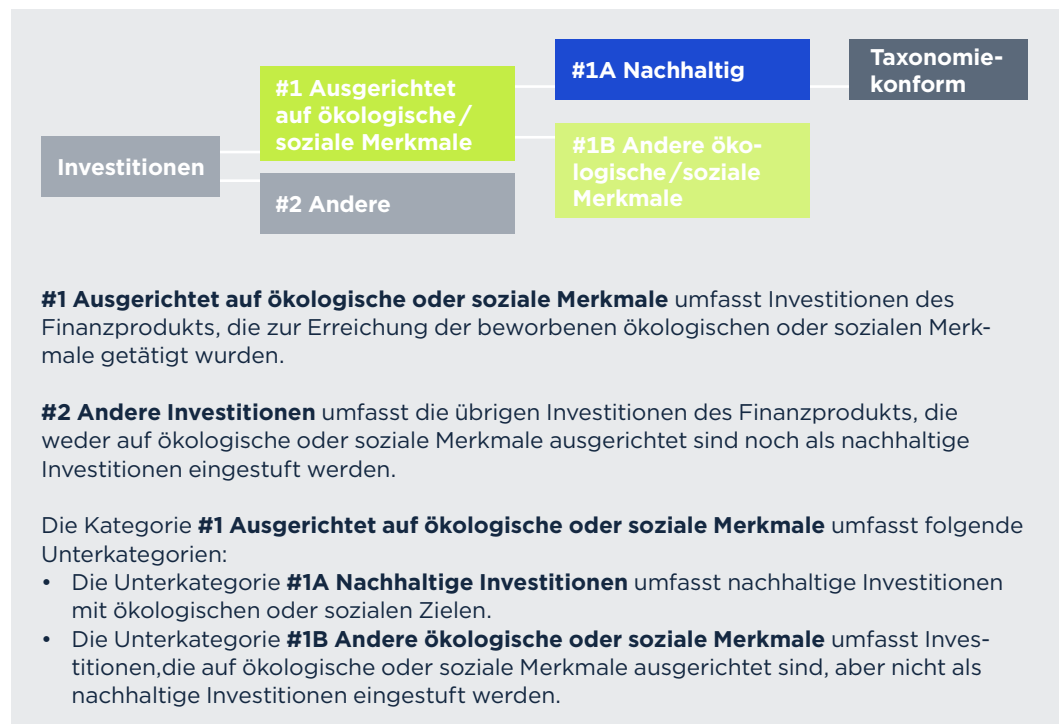 Investitionen
#1 Ausgerichtet
auf ökologische/
soziale Merkmale
#2 Andere
#1A Nachhaltig
#1B Andere öko-
logische/soziale
Merkmale
Taxonomie-
konform
#1 Ausgerichtet auf ökologische oder soziale Merkmale umfasst Investitionen des
Finanzprodukts, die zur Erreichung der beworbenen ökologischen oder sozialen Merk-
male getätigt wurden.
#2 Andere Investitionen umfasst die übrigen Investitionen des Finanzprodukts, die
weder auf ökologische oder soziale Merkmale ausgerichtet sind noch als nachhaltige
Investitionen eingestuft werden.
Die Kategorie #1 Ausgerichtet auf ökologische oder soziale Merkmale umfasst folgende
Unterkategorien:
• Die Unterkategorie #1A Nachhaltige Investitionen umfasst nachhaltige Investitionen
mit ökologischen oder sozialen Zielen.
• Die Unterkategorie #1B Andere ökologische oder soziale Merkmale umfasst Inves-
titionen,die auf ökologische oder soziale Merkmale ausgerichtet sind, aber nicht als
nachhaltige Investitionen eingestuft werden.